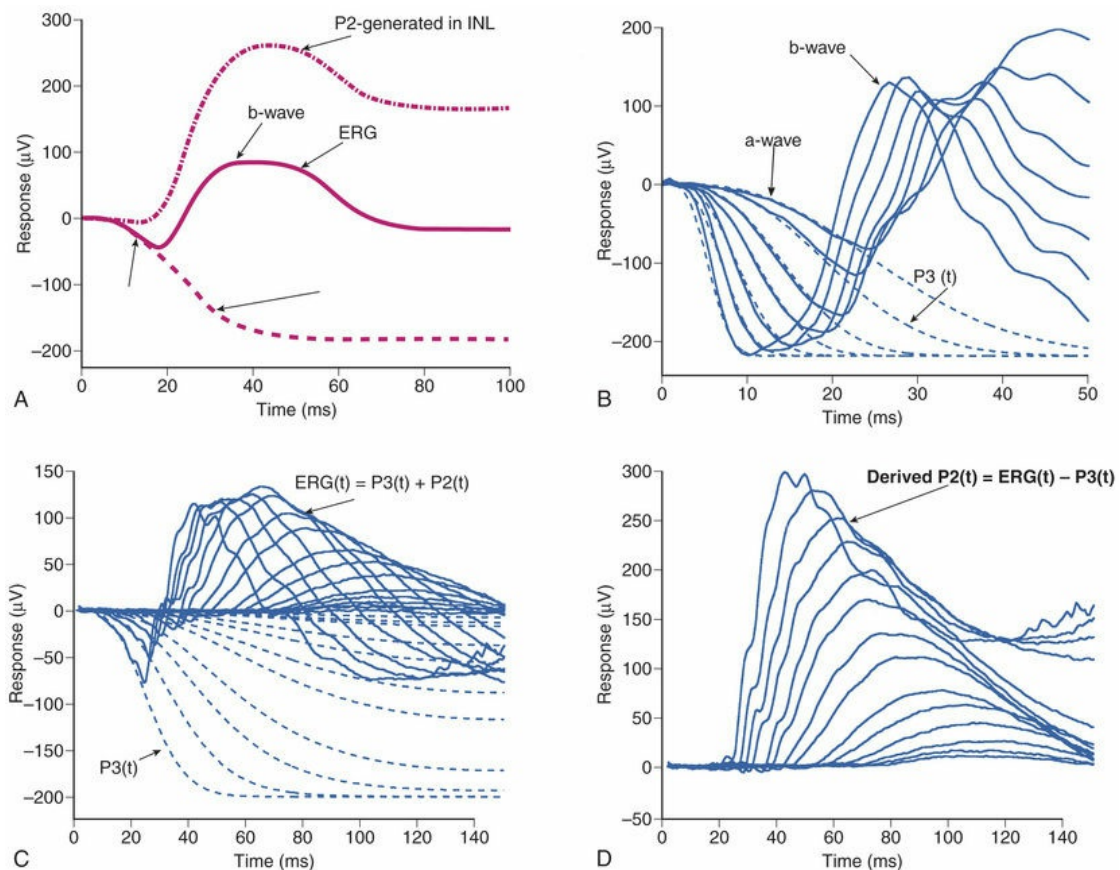 300
200
100
0
−100
−200
Response (μV)
P2-generated in INL
b-wave
ERG
0
20
40
60
80
100
Time (ms)
A
200
100
0
−100
−200
Response (μV)
b-wave
a-wave
P3 (t)
0
10
20
30
40
50
Time (ms)
B
150
100
50
0
−50
−100
−150
−200
Response (μV)
ERG(t) = P3(t) + P2(t)
P3(t)
0
20
40
60
80
100
120
140
Time (ms)
C
300
250
200
150
100
50
0
−50
Response (μV)
Derived P2(t) = ERG(t) − P3(t)
0
20
40
60
80
100
120
140
Time (ms)
D